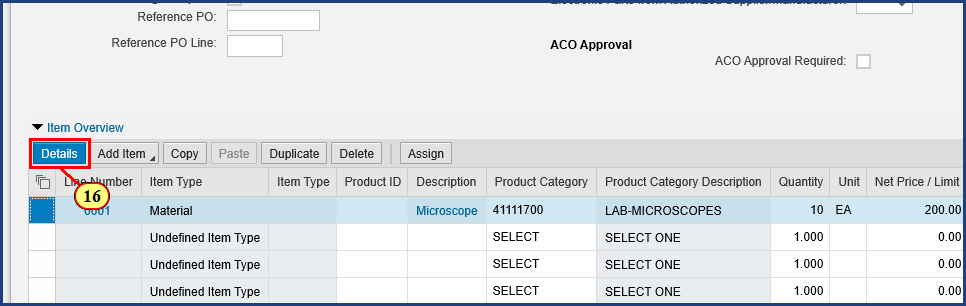 Reference PO:
Reference PO Line:
ACO Approval
ACO Approval Required:
Item Overview
Details Add Item Copy Paste Duplicate Delete Assign
16
Line Number Item Type Item Type Product ID Description Product Category Product Category Description Quantity Unit Net Price / Limit
0001 Material Microscope 41111700 LAB-MICROSCOPES 10 EA 200.00
Undefined Item Type SELECT SELECT ONE 1.000 0.00
Undefined Item Type SELECT SELECT ONE 1.000 0.00
Undefined Item Type SELECT SELECT ONE 1.000 0.00